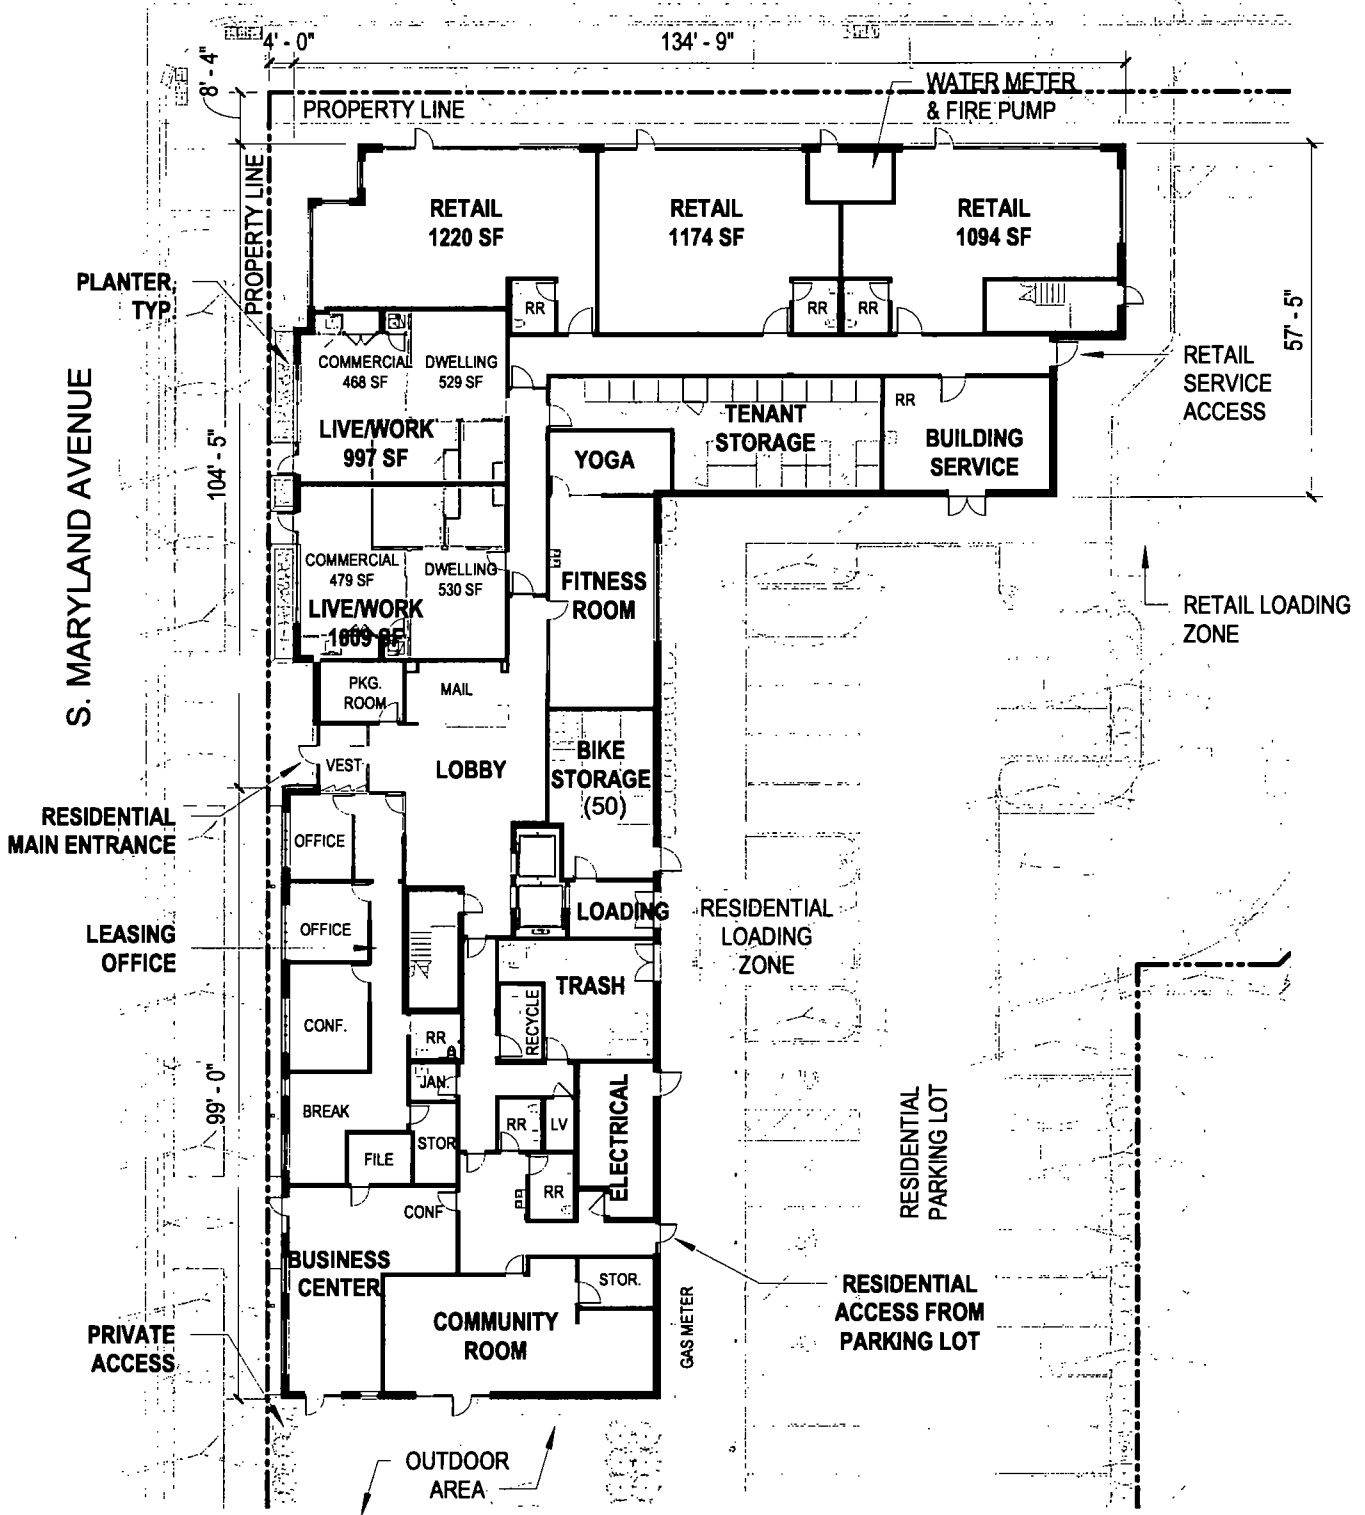 4' - 0"
134' - 9"
8' - 4"
WATER METER
& FIRE PUMP
PROPERTY LINE
PROPERTY LINE
RETAIL
1220 SF
RETAIL
1174 SF
RETAIL
1094 SF
PLANTER,
TYP.
RR
RR
RR
57' - 5"
COMMERCIAL
468 SF
DWELLING
529 SF
RETAIL
SERVICE
ACCESS
S. MARYLAND AVENUE
104' - 5"
LIVE/WORK
997 SF
TENANT
STORAGE
RR
BUILDING
SERVICE
YOGA
COMMERCIAL
479 SF
DWELLING
530 SF
LIVE/WORK
1009 SF
FITNESS
ROOM
RETAIL LOADING
ZONE
PKG.
ROOM
MAIL
VEST
LOBBY
BIKE
STORAGE
(50)
RESIDENTIAL
MAIN ENTRANCE
OFFICE
OFFICE
LEASING
OFFICE
LOADING
RESIDENTIAL
LOADING
ZONE
TRASH
RECYCLE
CONF.
RR
JAN.
BREAK
99' - 0"
STOR
FILE
RR
LV
ELECTRICAL
RR
RESIDENTIAL
PARKING LOT
CONF
BUSINESS
CENTER
STOR.
COMMUNITY
ROOM
GAS METER
RESIDENTIAL
ACCESS FROM
PARKING LOT
PRIVATE
ACCESS
OUTDOOR
AREA